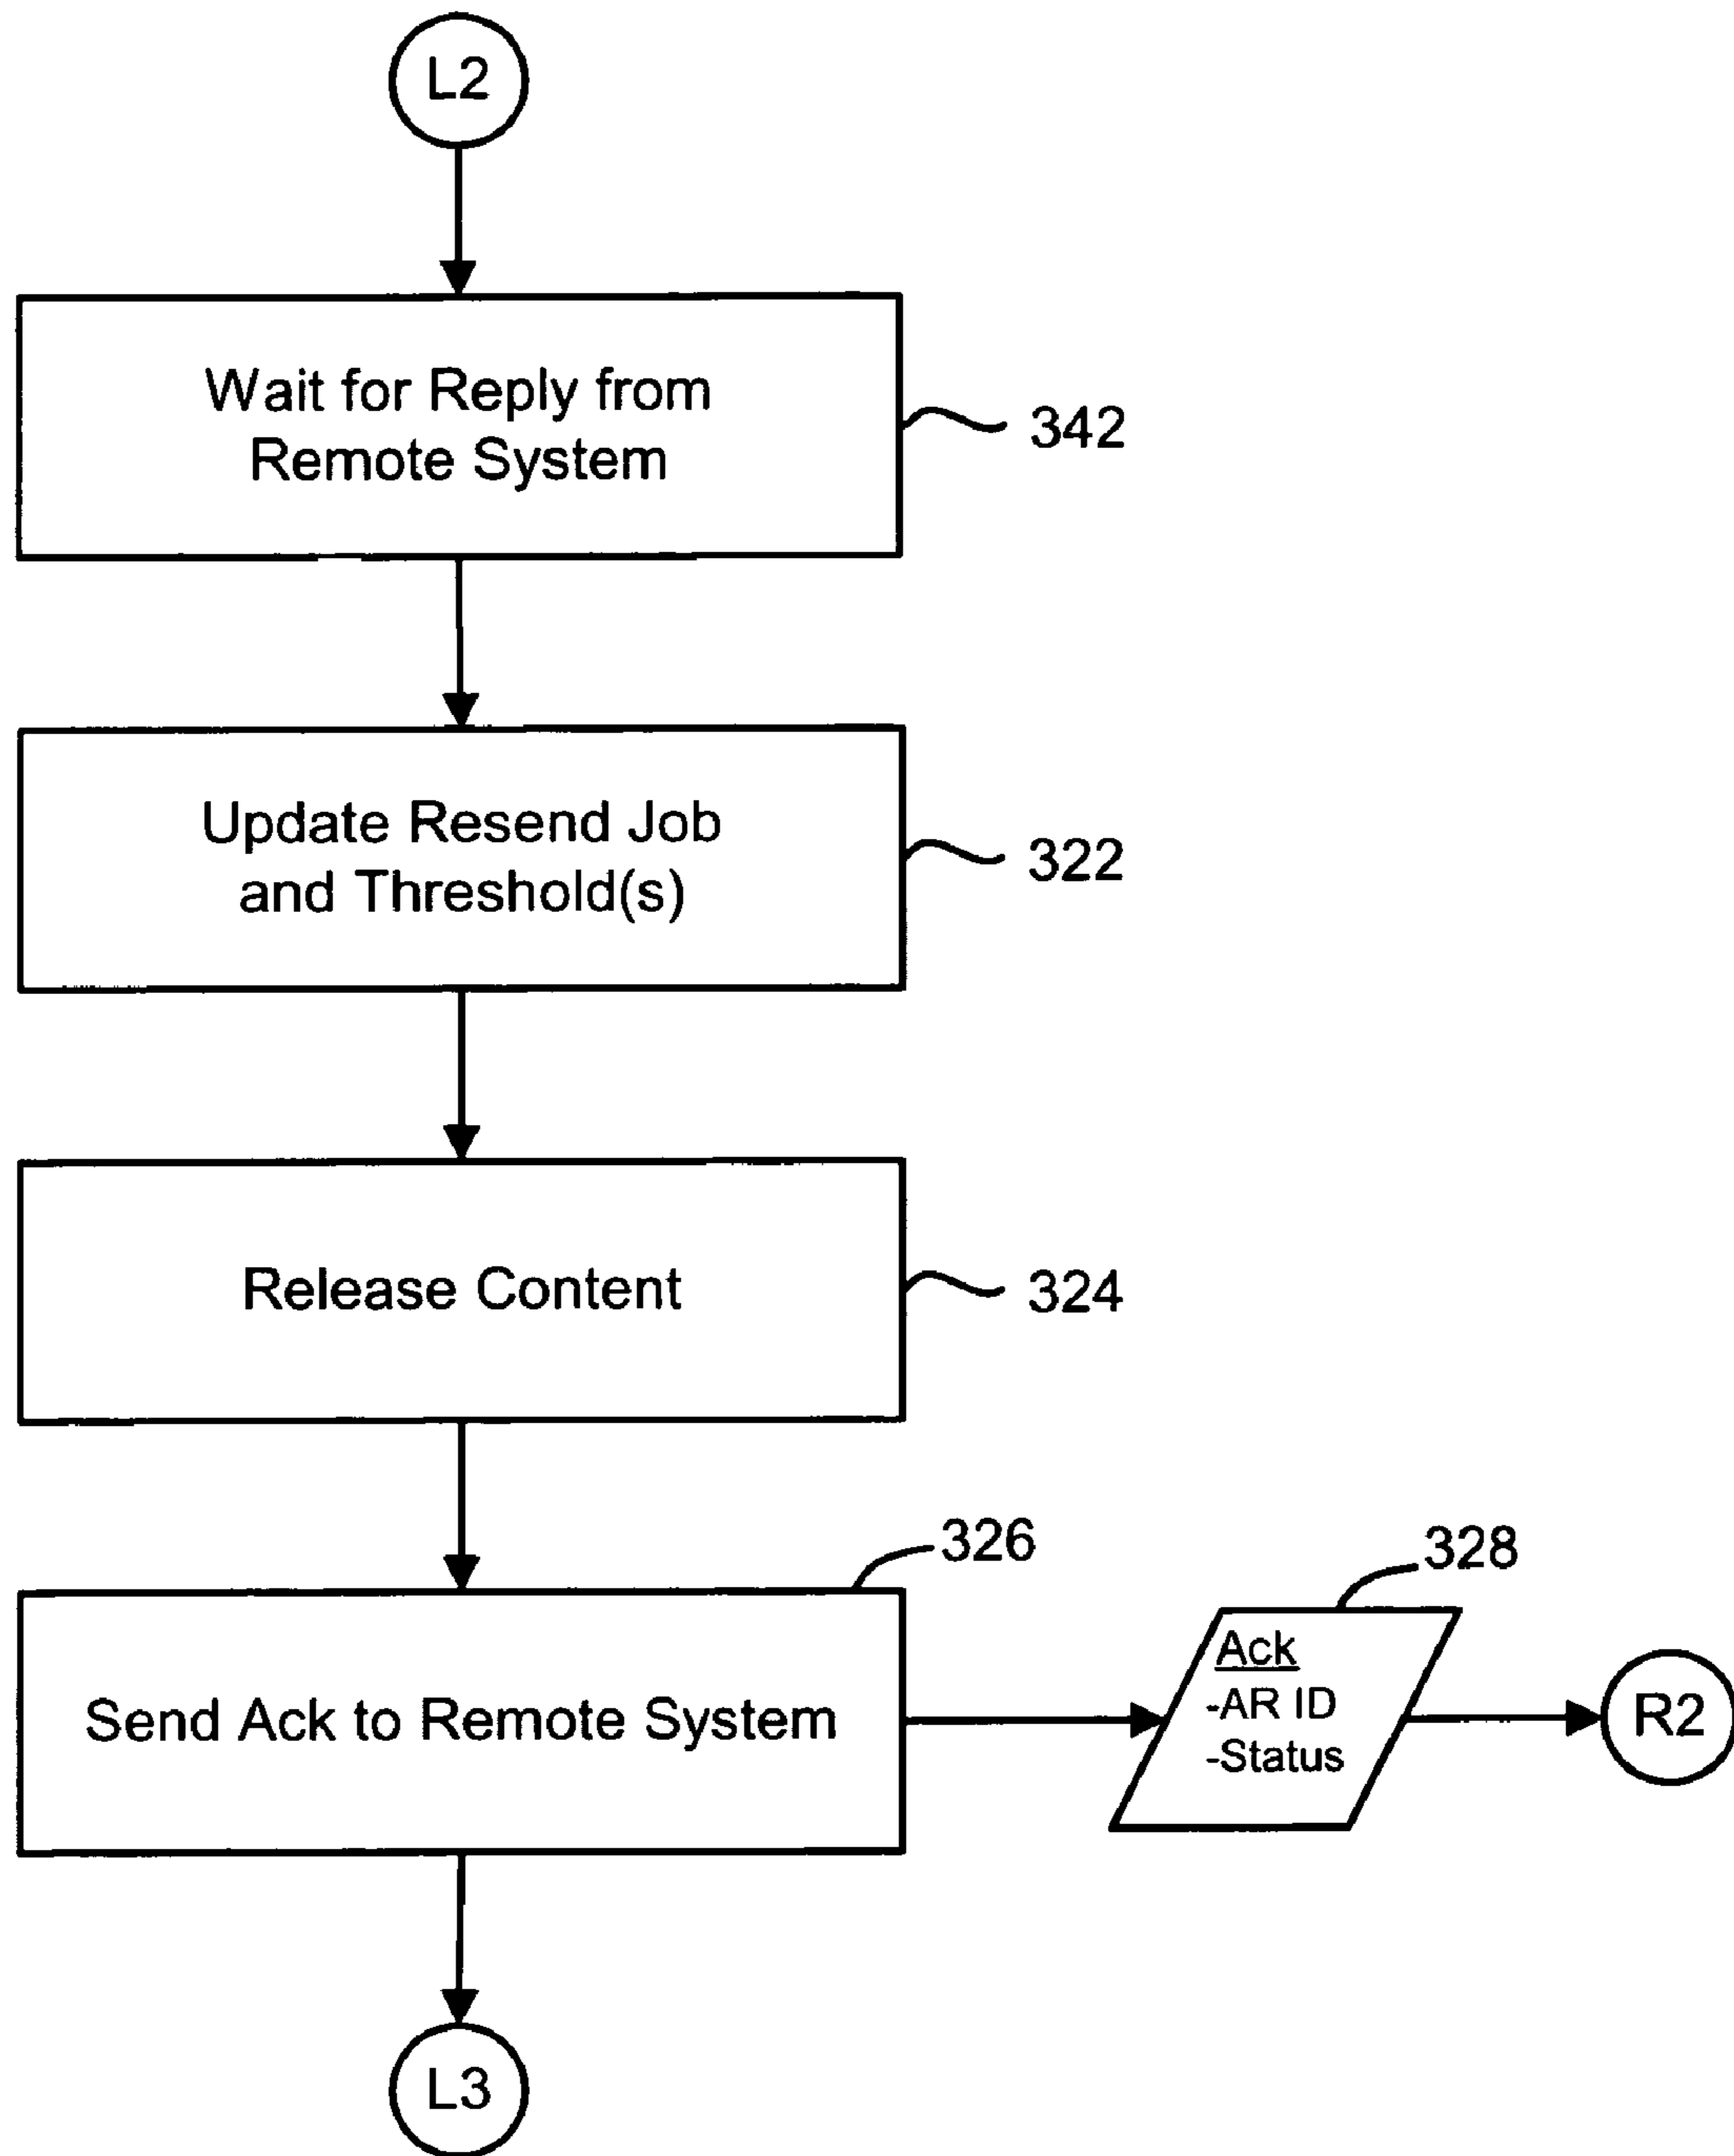 L2
Wait for Reply from
Remote System
342
Update Resend Job
and Threshold(s)
322
Release Content
324
326
328
Send Ack to Remote System
Ack
-AR ID
-Status
R2
L3